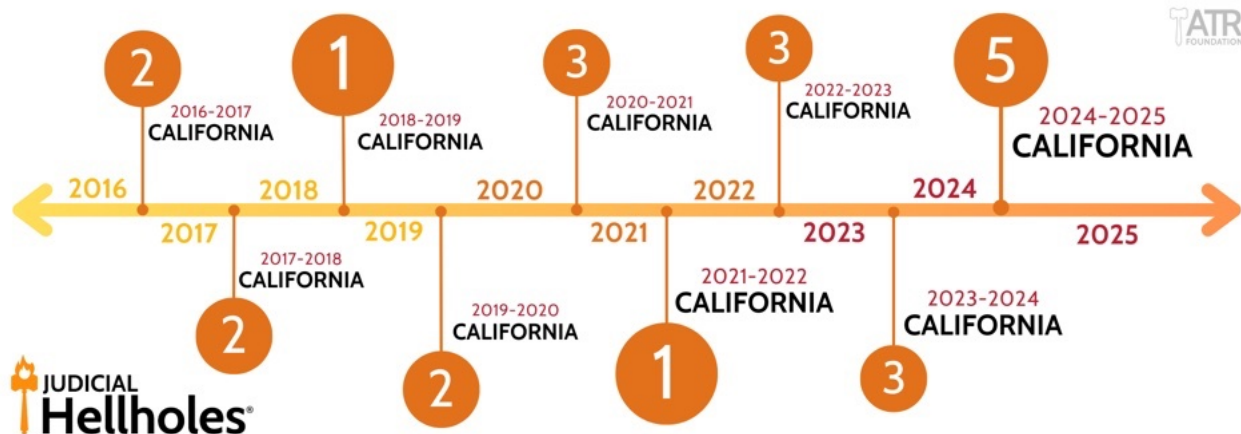 ATR
FOUNDATION
2
2016-2017
CALIFORNIA
1
2018-2019
CALIFORNIA
3
2020-2021
CALIFORNIA
3
2022-2023
CALIFORNIA
5
2024-2025
CALIFORNIA
2016
2018
2020
2022
2024
2017
2019
2021
2023
2025
2017-2018
CALIFORNIA
2
2019-2020
CALIFORNIA
2
2021-2022
CALIFORNIA
1
2023-2024
CALIFORNIA
3
JUDICIAL
Hellholes®